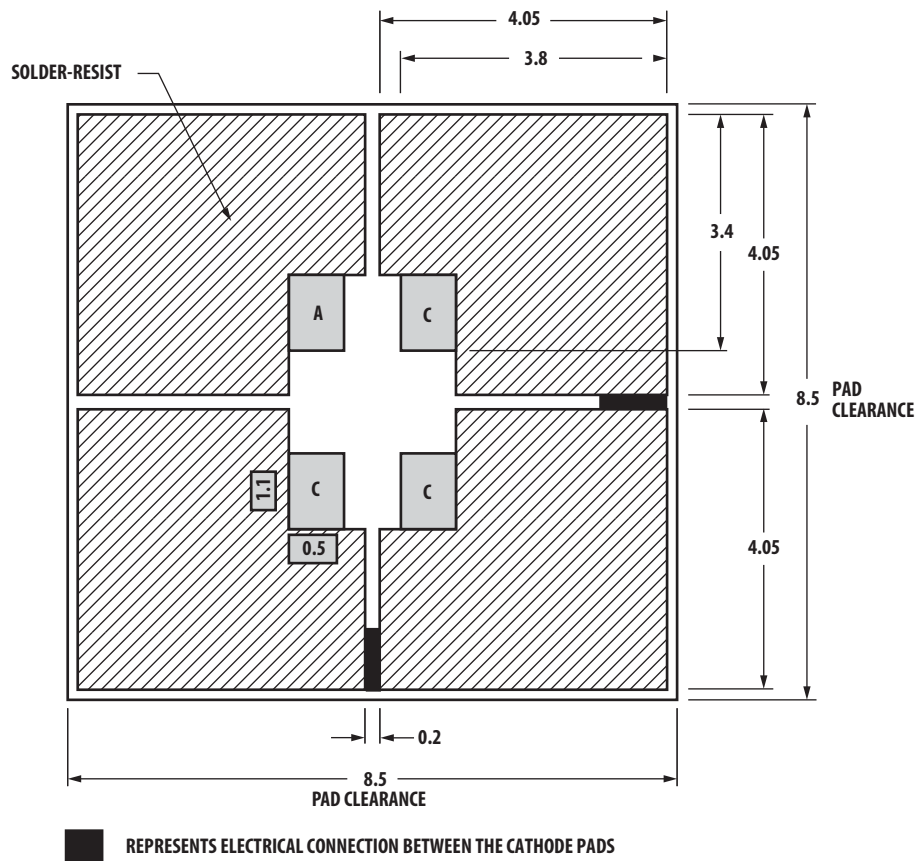 4.05
3.8
SOLDER-RESIST
3.4
4.05
A
C
8.5
PAD
CLEARANCE
1.1
C
C
0.5
4.05
0.2
8.5
PAD CLEARANCE
REPRESENTS ELECTRICAL CONNECTION BETWEEN THE CATHODE PADS